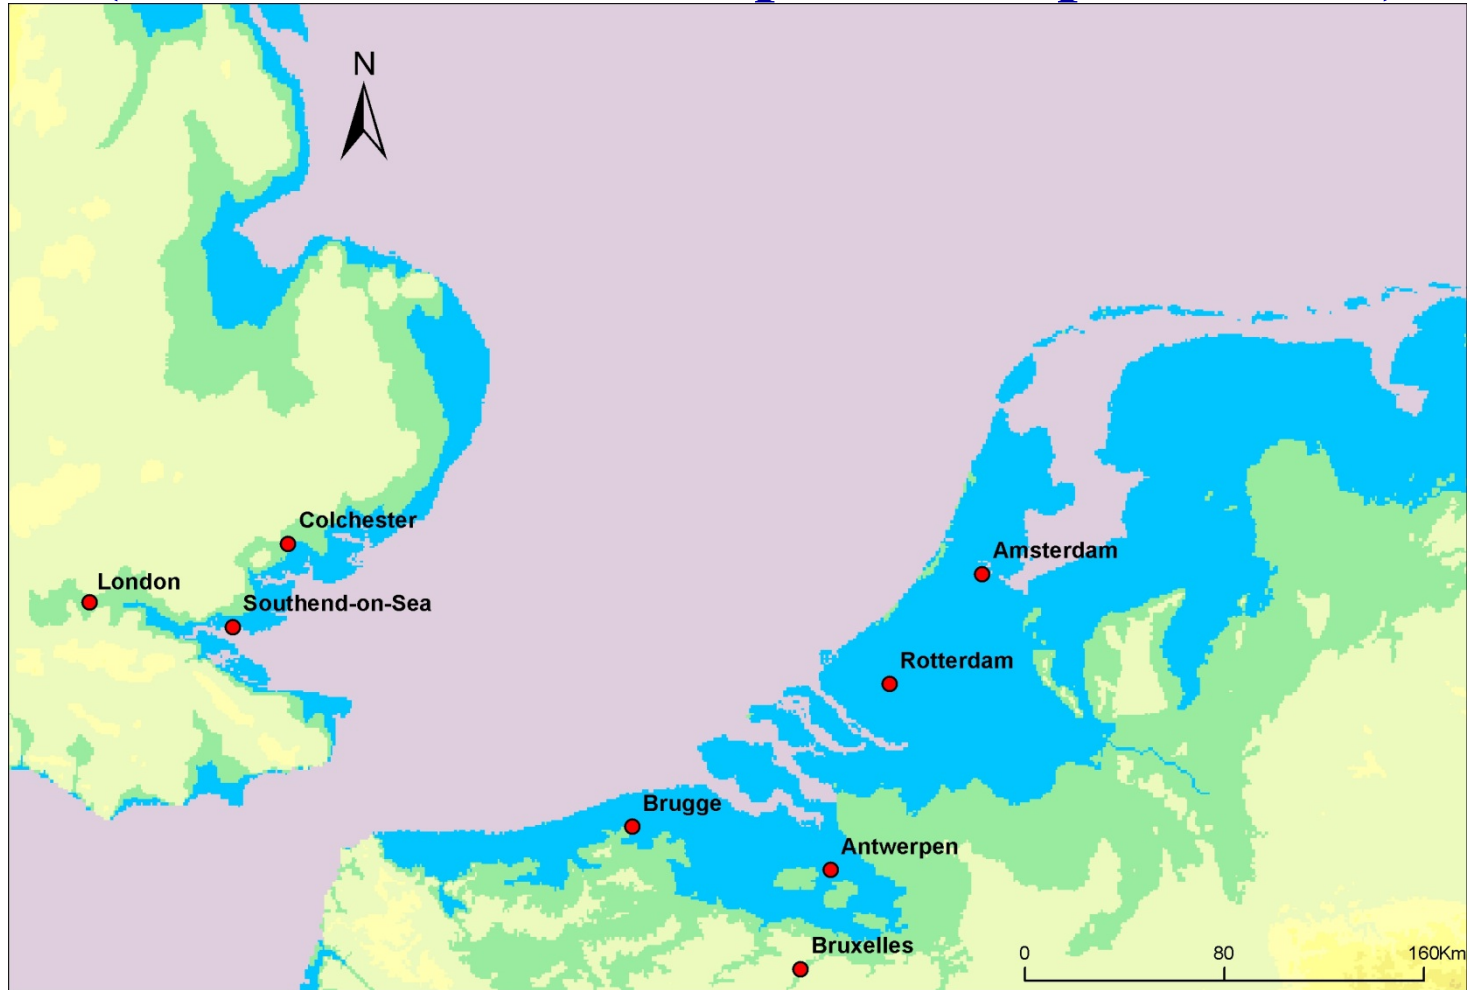 N
Colchester
London
Southend-on-Sea
Amsterdam
Rotterdam
Brugge
Antwerpen
Bruxelles
0 80 160Km